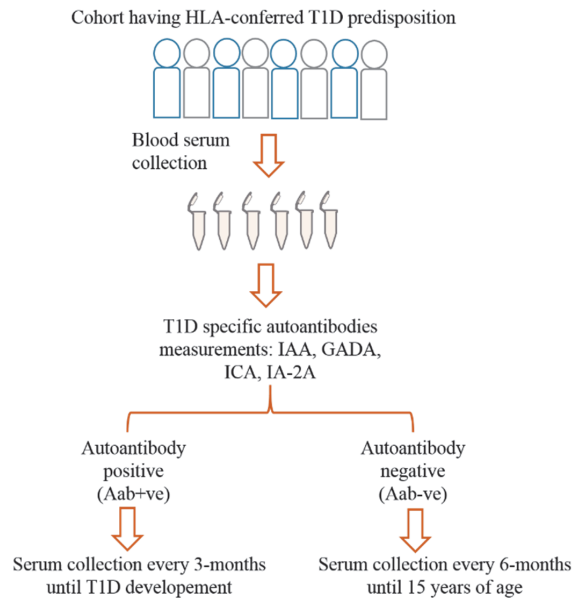 Cohort having HLA-conferred T1D predisposition
Blood serum
collection
T1D specific autoantibodies
measurements: IAA, GADA,
ICA, IA-2A
Autoantibody
positive
(Aab+ve)
Autoantibody
negative
(Aab-ve)
Serum collection every 3-months
until T1D developement
Serum collection every 6-months
until 15 years of age